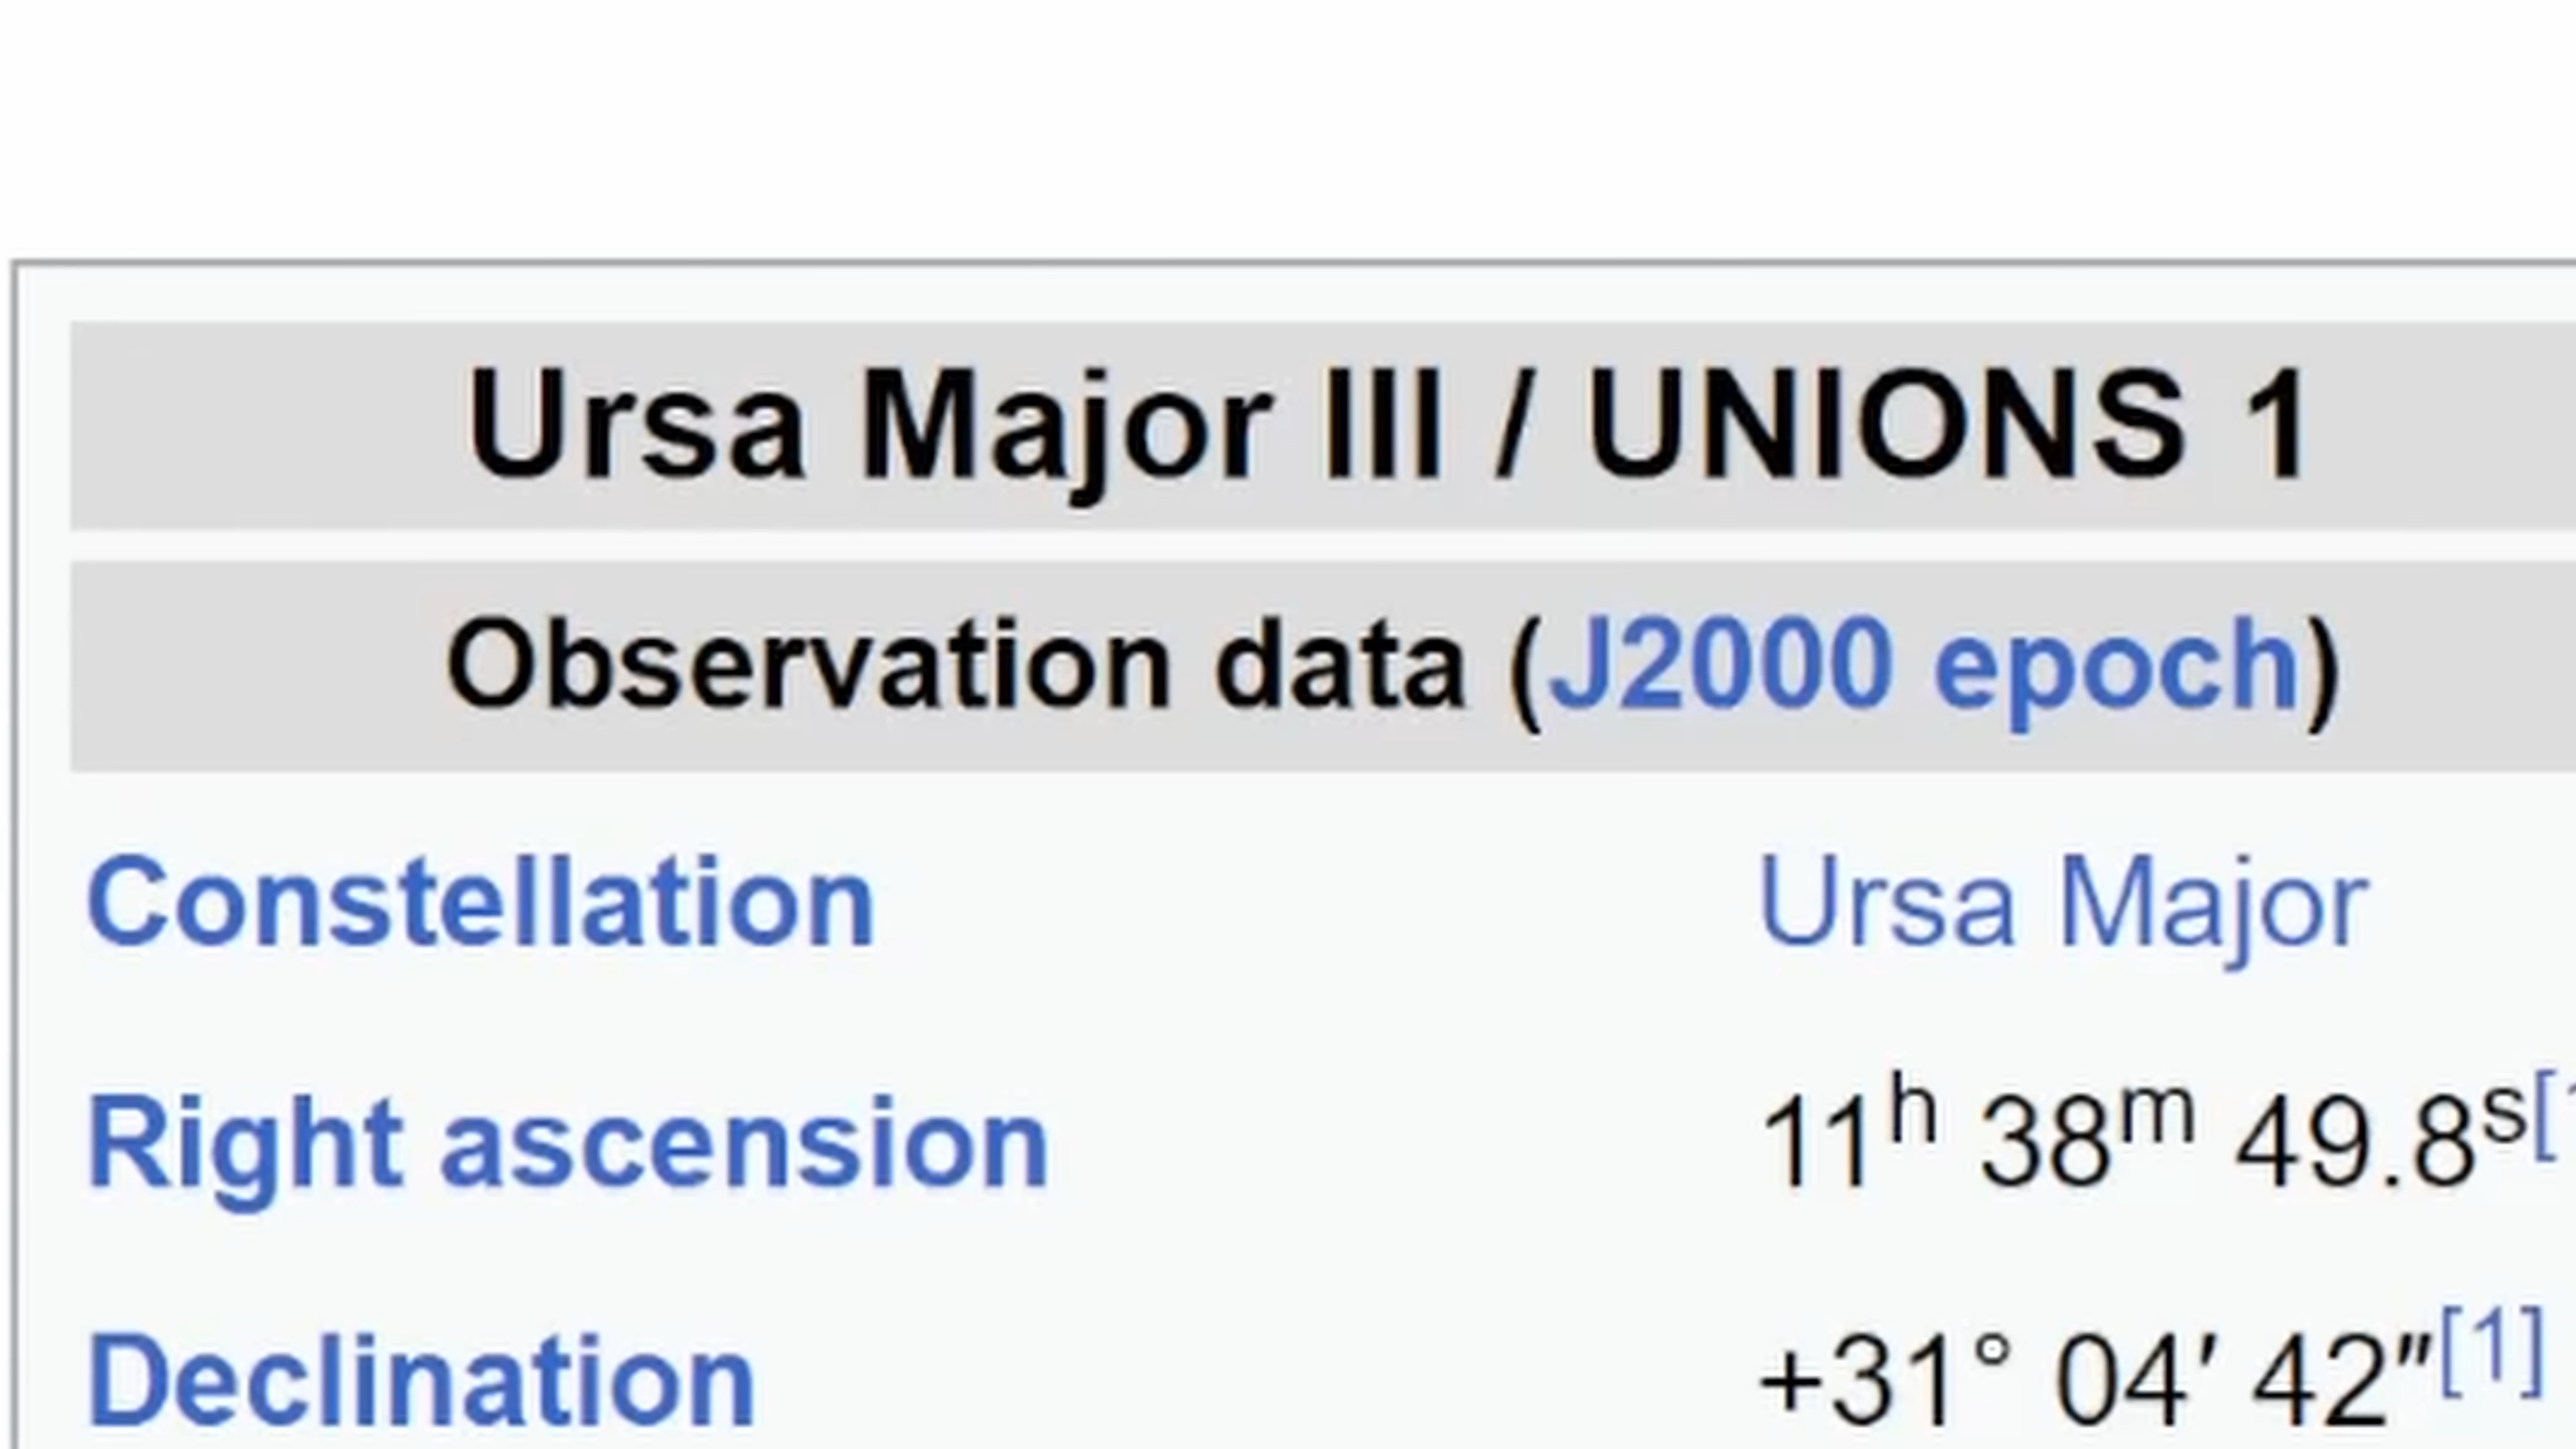 Ursa Major III / UNIONS 1
Observation data (J2000 epoch)
Constellation Ursa Major
Right ascension 11h 38m 49.8s[
Declination +31° 04′ 42″[1]